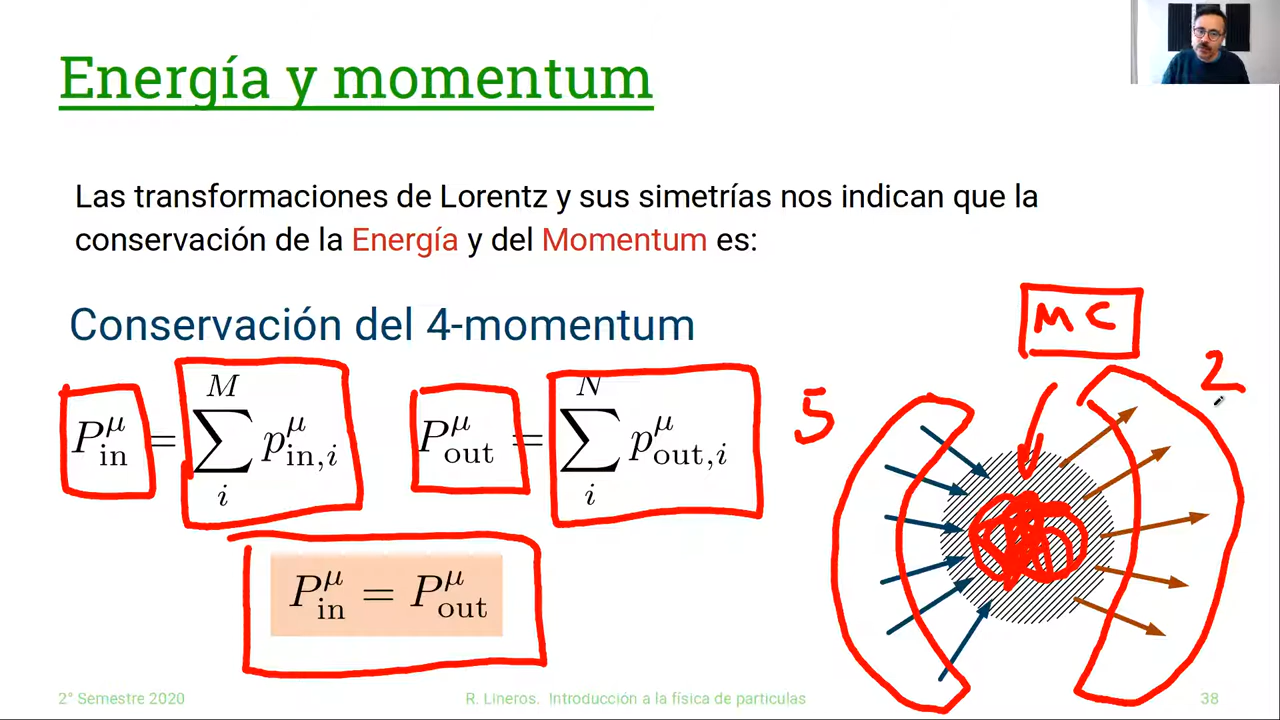 Energía y momentum
Las transformaciones de Lorentz y sus simetrías nos indican que la
conservación de la Energía y del Momentum es:
Conservación del 4-momentum
MC
2
5
P^μ_in = ∑_i^M p^μ_in,i
P^μ_out = ∑_i^N p^μ_out,i
P^μ_in = P^μ_out
2° Semestre 2020
R. Lineros. Introducción a la física de particulas
38